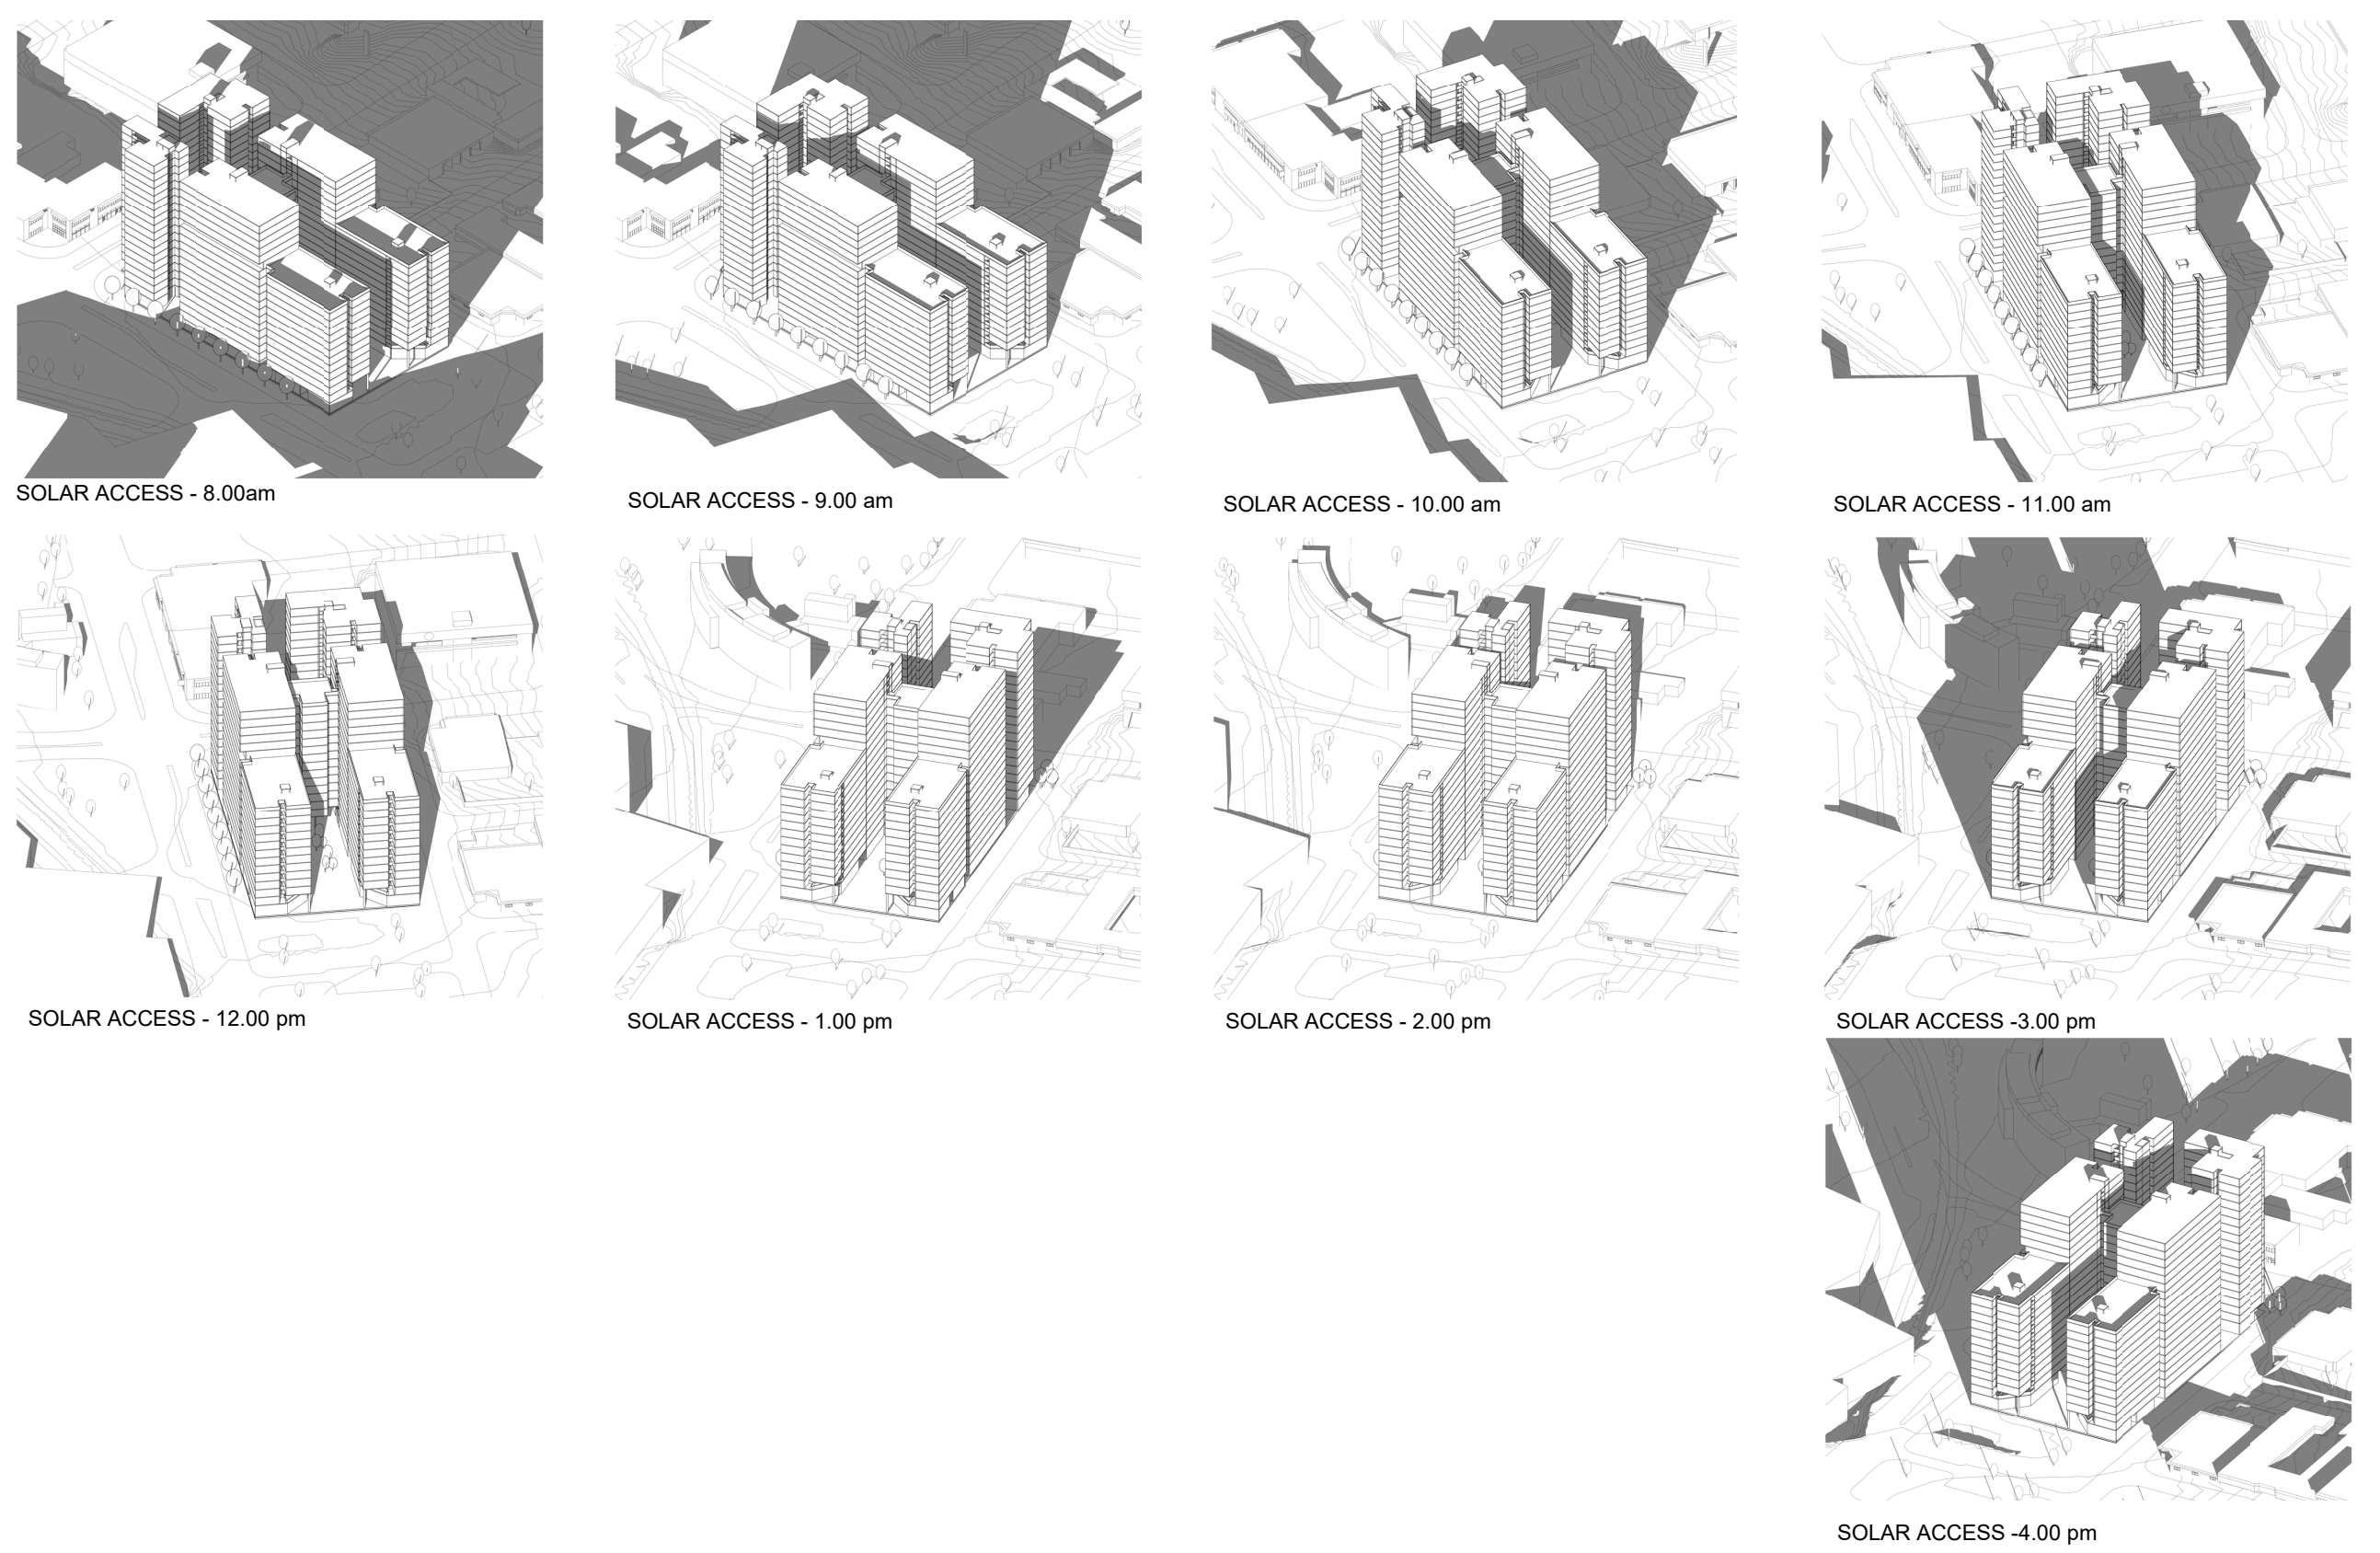 SOLAR ACCESS - 8.00am
SOLAR ACCESS - 9.00 am
SOLAR ACCESS - 10.00 am
SOLAR ACCESS - 11.00 am
SOLAR ACCESS - 12.00 pm
SOLAR ACCESS - 1.00 pm
SOLAR ACCESS - 2.00 pm
SOLAR ACCESS -3.00 pm
SOLAR ACCESS -4.00 pm